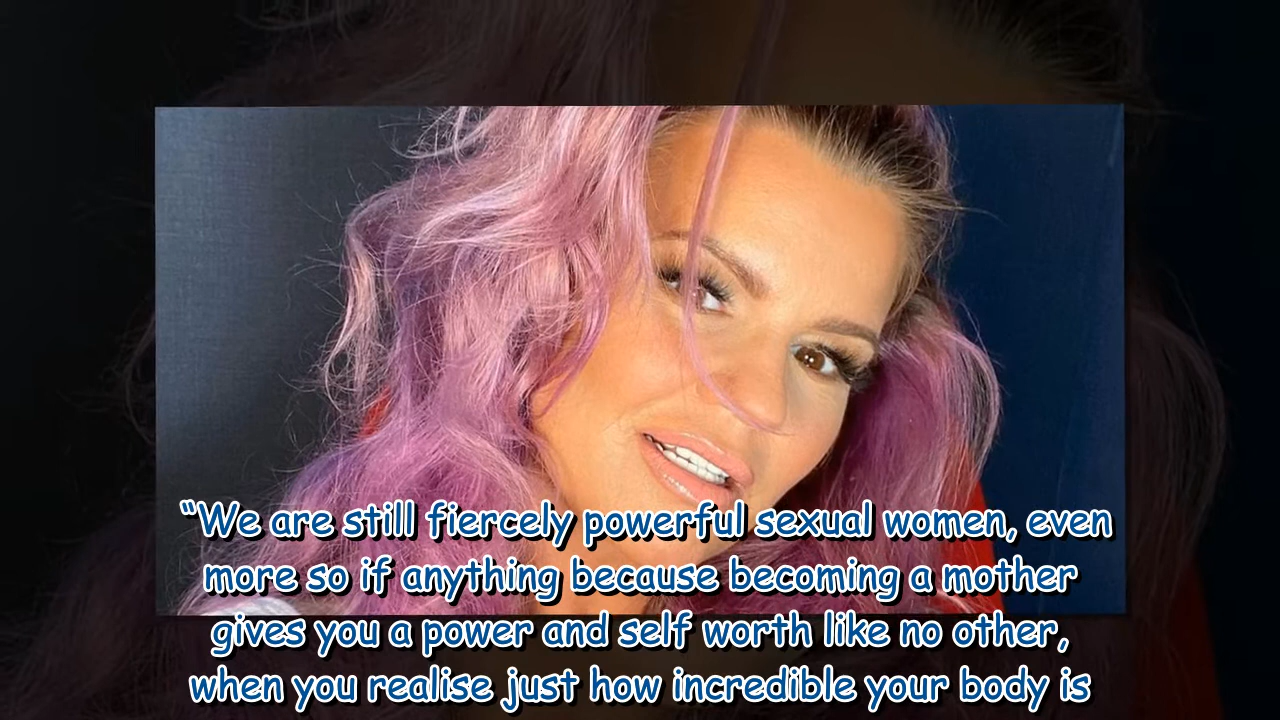 “We are still fiercely powerful sexual women, even
more so if anything because becoming a mother
gives you a power and self worth like no other,
when you realise just how incredible your body is